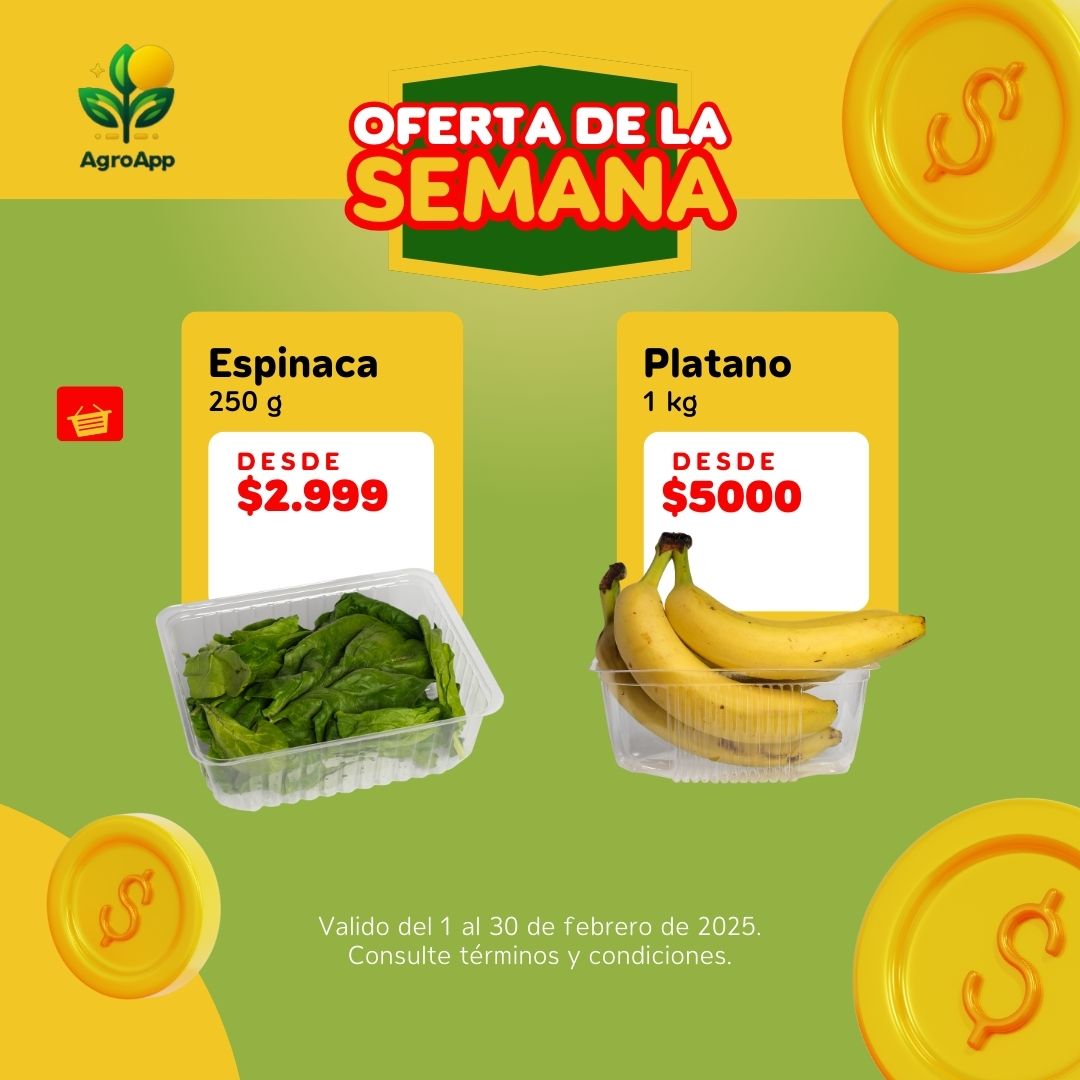 AgroApp
OFERTA DE LA
SEMANA
Espinaca
250 g
DESDE
$2.999
Platano
1 kg
DESDE
$5000
Valido del 1 al 30 de febrero de 2025.
Consulte términos y condiciones.